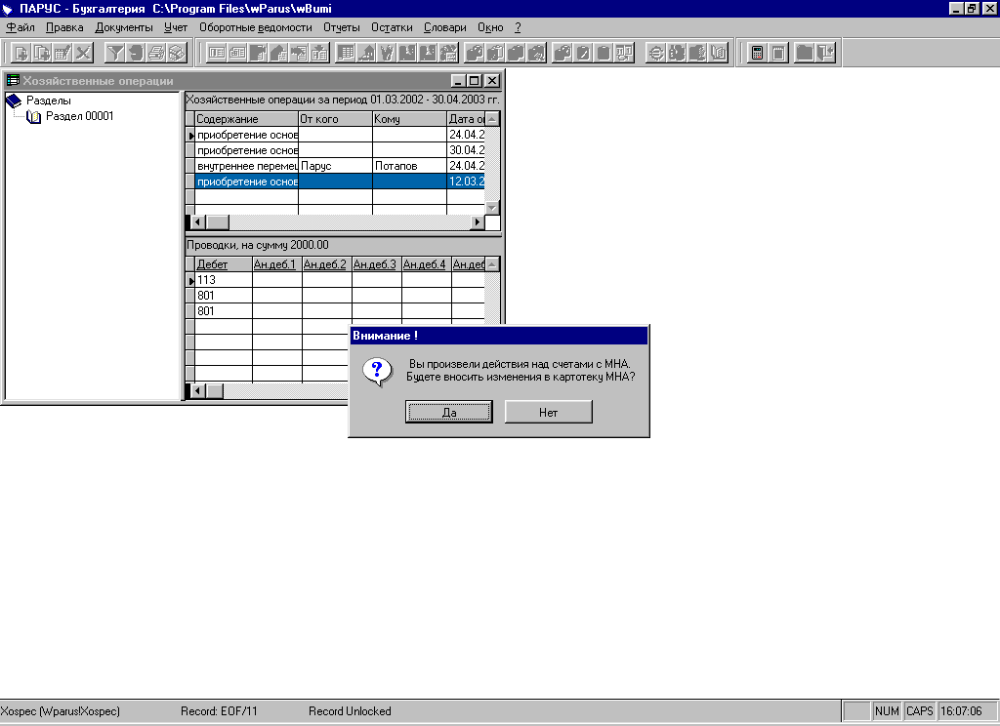 ПАРУС - Бухгалтерия C:\Program Files\wParus\wBumi
Файл Правка Документы Учет Оборотные ведомости Отчеты Остатки Словари Окно ?
Хозяйственные операции
Разделы
Раздел 00001
Хозяйственные операции за период 01.03.2002 - 30.04.2003 гг.
Содержание От кого Кому Дата о
приобретение основ 24.04.2
приобретение основ 30.04.2
внутреннее перемещ Парус Потапов 24.04.2
приобретение основ 12.03.2
Проводки, на сумму 2000.00
Дебет Ан.деб.1 Ан.деб.2 Ан.деб.3 Ан.деб.4 Ан.деб
113
801
801
Внимание !
Вы произвели действия над счетами с МНА.
Будете вносить изменения в картотеку МНА?
Да Нет
Xospec (Wparus!Xospec) Record: EOF/11 Record Unlocked NUM CAPS 16:07:06